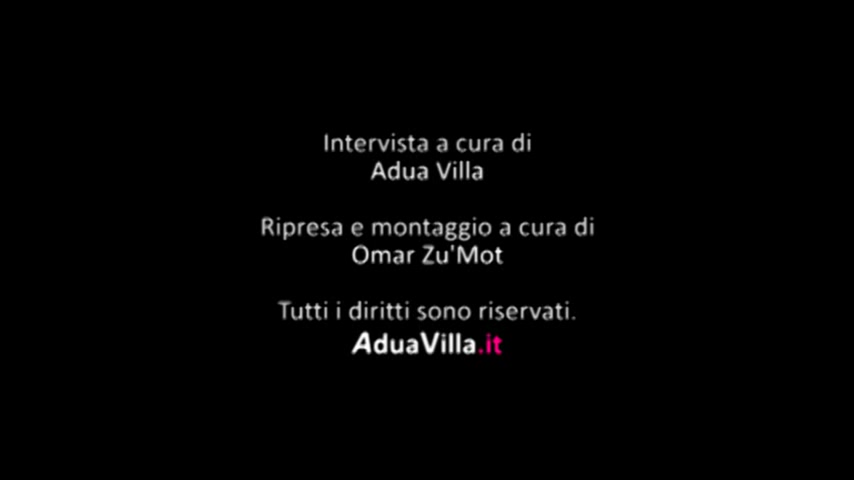 Intervista a cura di
Adua Villa
Ripresa e montaggio a cura di
Omar Zu'Mot
Tutti i diritti sono riservati.
AduaVilla.it